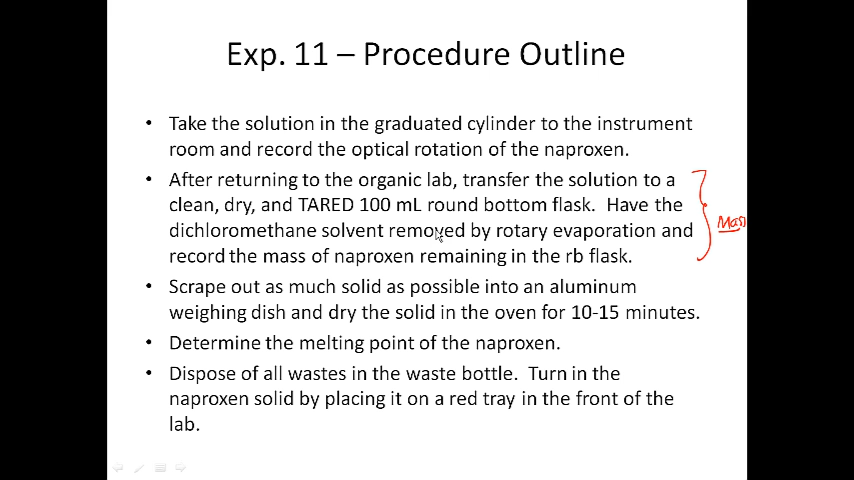 Exp. 11 – Procedure Outline
• Take the solution in the graduated cylinder to the instrument
room and record the optical rotation of the naproxen.
• After returning to the organic lab, transfer the solution to a
clean, dry, and TARED 100 mL round bottom flask.  Have the
dichloromethane solvent removed by rotary evaporation and
record the mass of naproxen remaining in the rb flask.
Mass
• Scrape out as much solid as possible into an aluminum
weighing dish and dry the solid in the oven for 10-15 minutes.
• Determine the melting point of the naproxen.
• Dispose of all wastes in the waste bottle.  Turn in the
naproxen solid by placing it on a red tray in the front of the
lab.